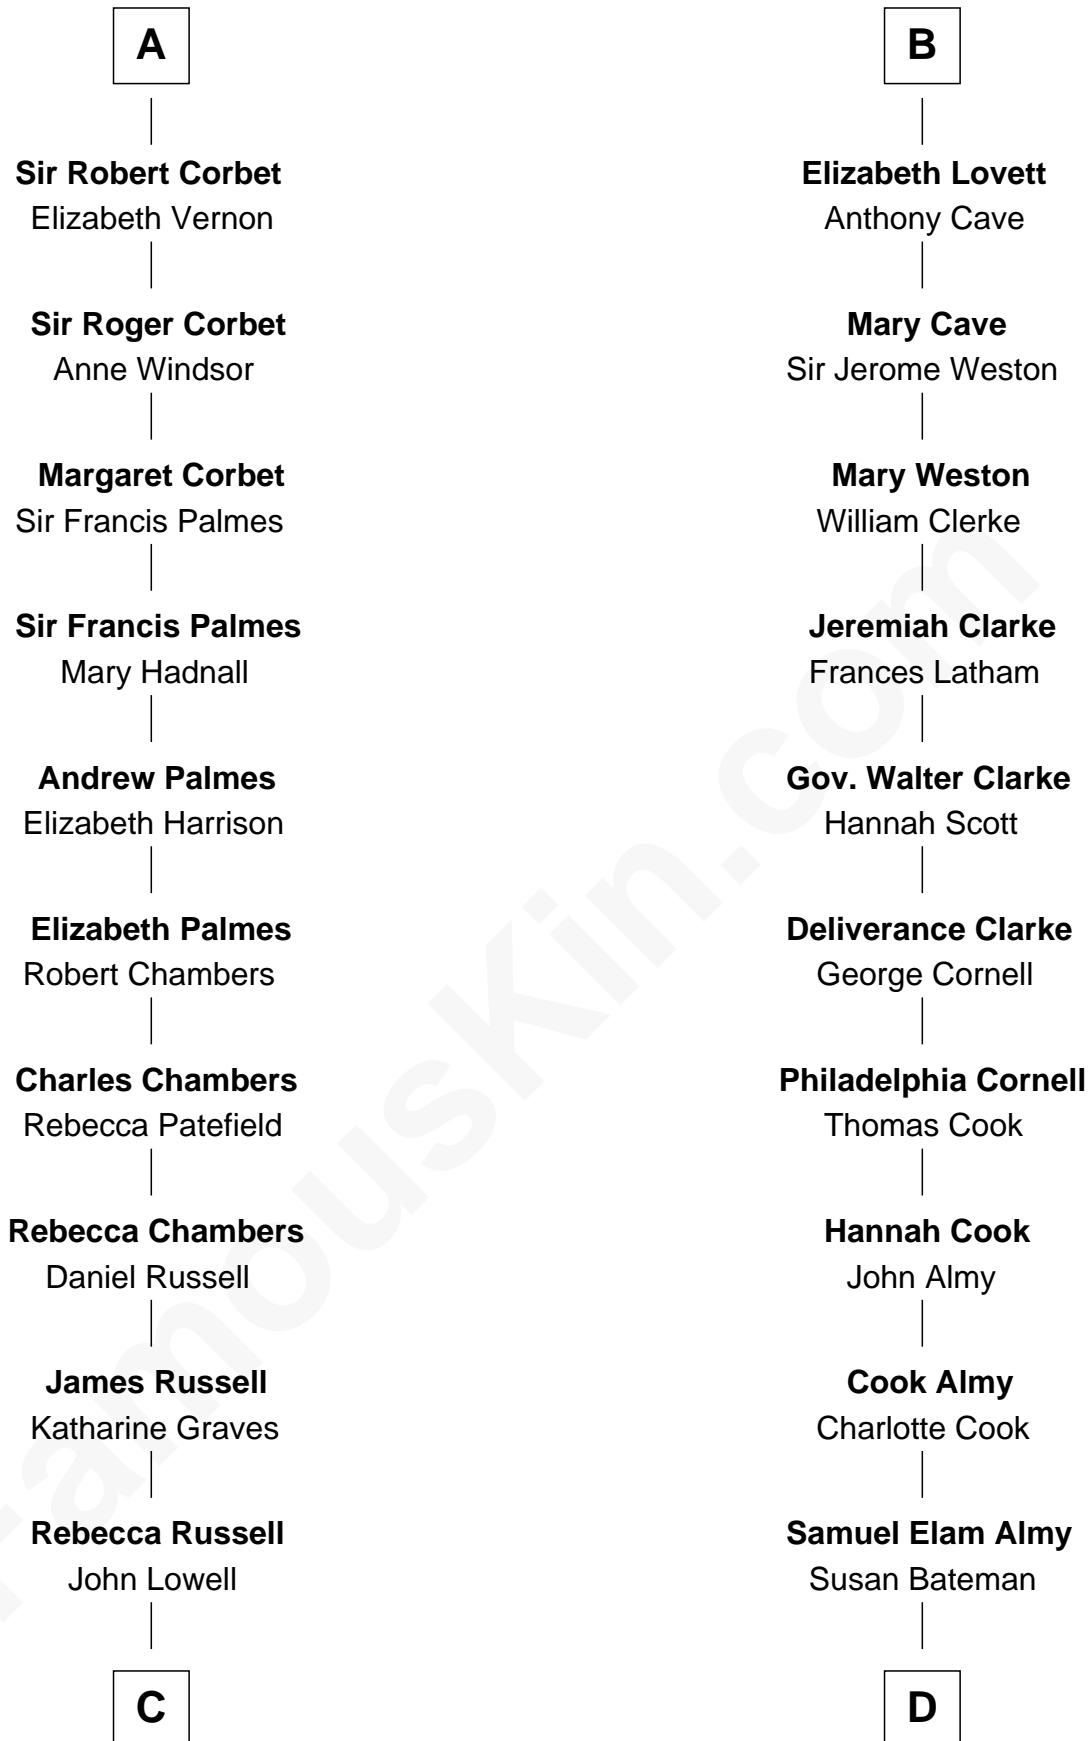 A
Sir Robert Corbet
Elizabeth Vernon
Sir Roger Corbet
Anne Windsor
Margaret Corbet
Sir Francis Palmes
Sir Francis Palmes
Mary Hadnall
Andrew Palmes
Elizabeth Harrison
Elizabeth Palmes
Robert Chambers
Charles Chambers
Rebecca Patefield
Rebecca Chambers
Daniel Russell
James Russell
Katharine Graves
Rebecca Russell
John Lowell
C
B
Elizabeth Lovett
Anthony Cave
Mary Cave
Sir Jerome Weston
Mary Weston
William Clerke
Jeremiah Clarke
Frances Latham
Gov. Walter Clarke
Hannah Scott
Deliverance Clarke
George Cornell
Philadelphia Cornell
Thomas Cook
Hannah Cook
John Almy
Cook Almy
Charlotte Cook
Samuel Elam Almy
Susan Bateman
D
FamousKin.com